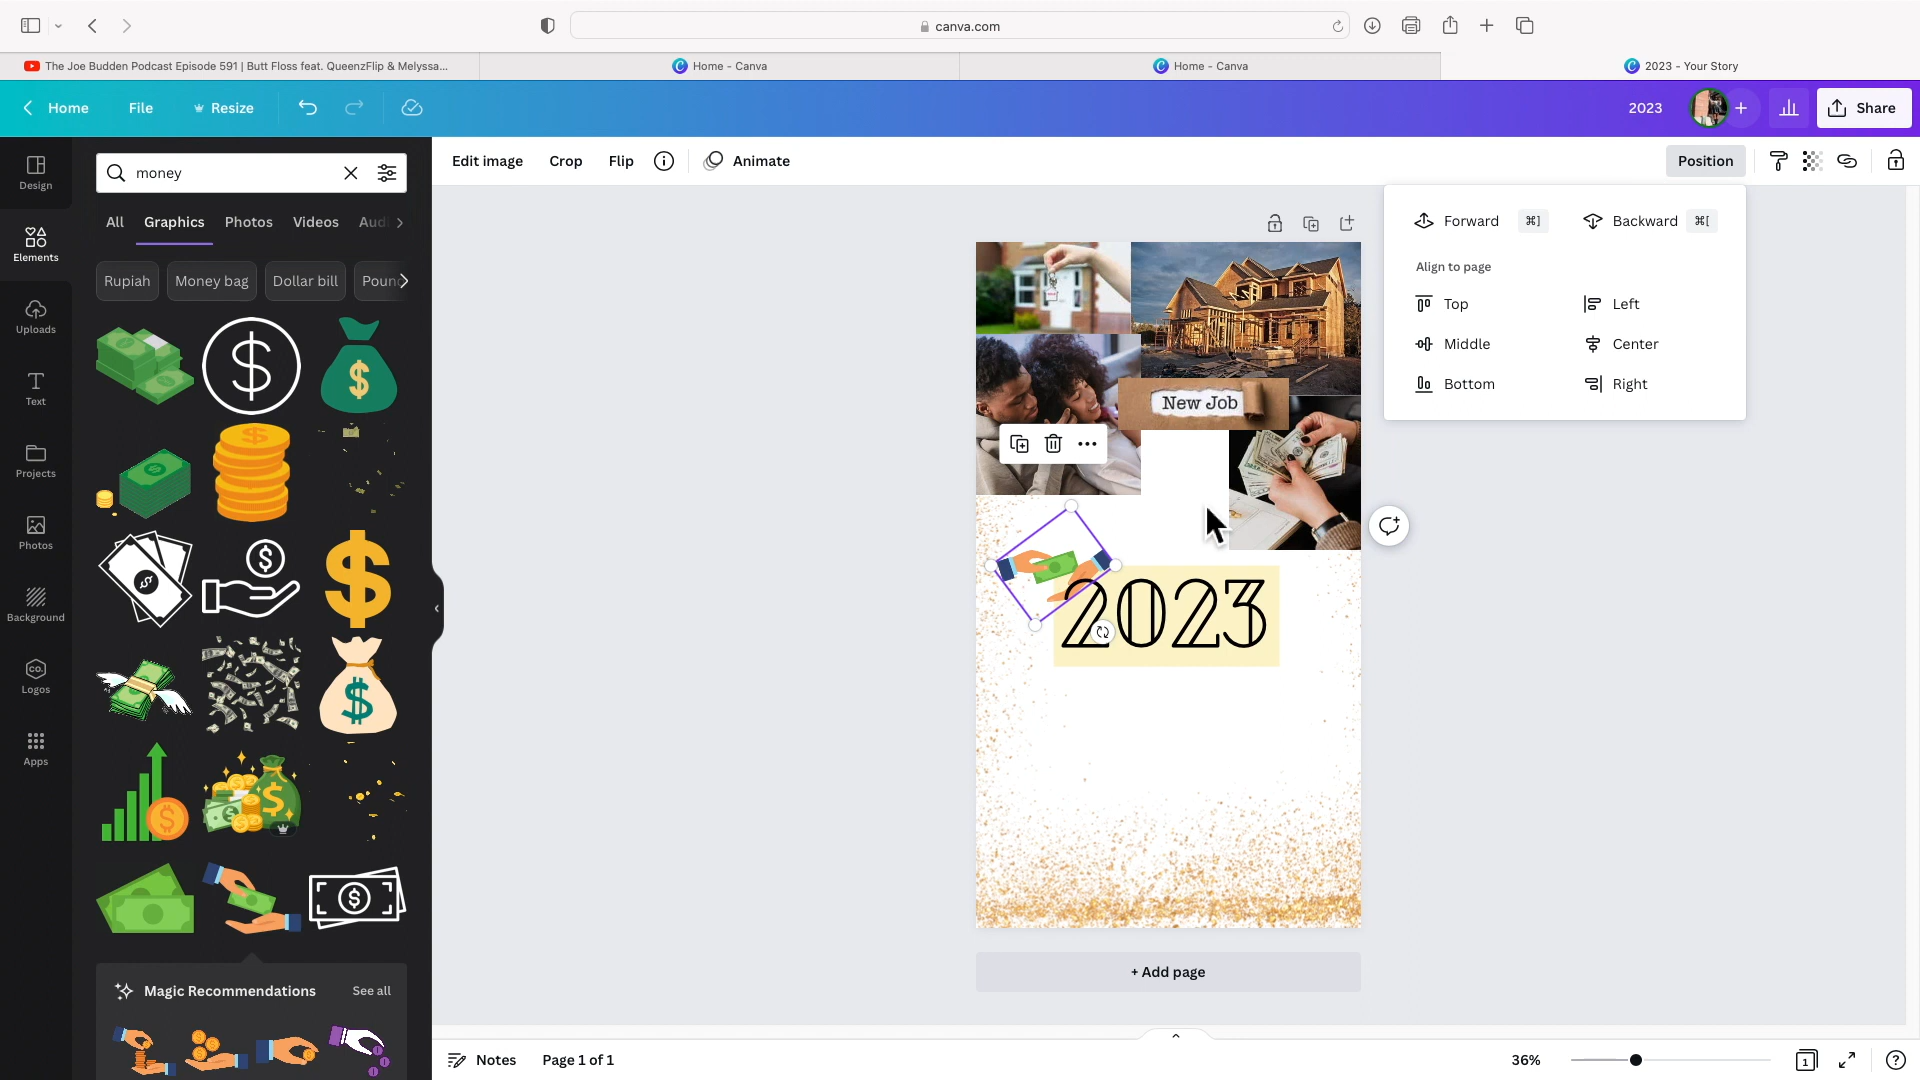 canva.com
The Joe Budden Podcast Episode 591 | Butt Floss feat. QueenzFlip & Melyssa...
Home - Canva
Home - Canva
2023 - Your Story
Home
File
Resize
2023
Share
Design
Elements
Uploads
Text
Projects
Photos
Background
CO.
Logos
Apps
money
All
Graphics
Photos
Videos
Rupiah
Money bag
Dollar bill
Magic Recommendations
See all
Edit image
Crop
Flip
Animate
Position
Forward
⌘]
Backward
⌘[
Align to page
Top
Left
Middle
Center
Bottom
Right
New Job
2023
+ Add page
Notes
Page 1 of 1
36%
1